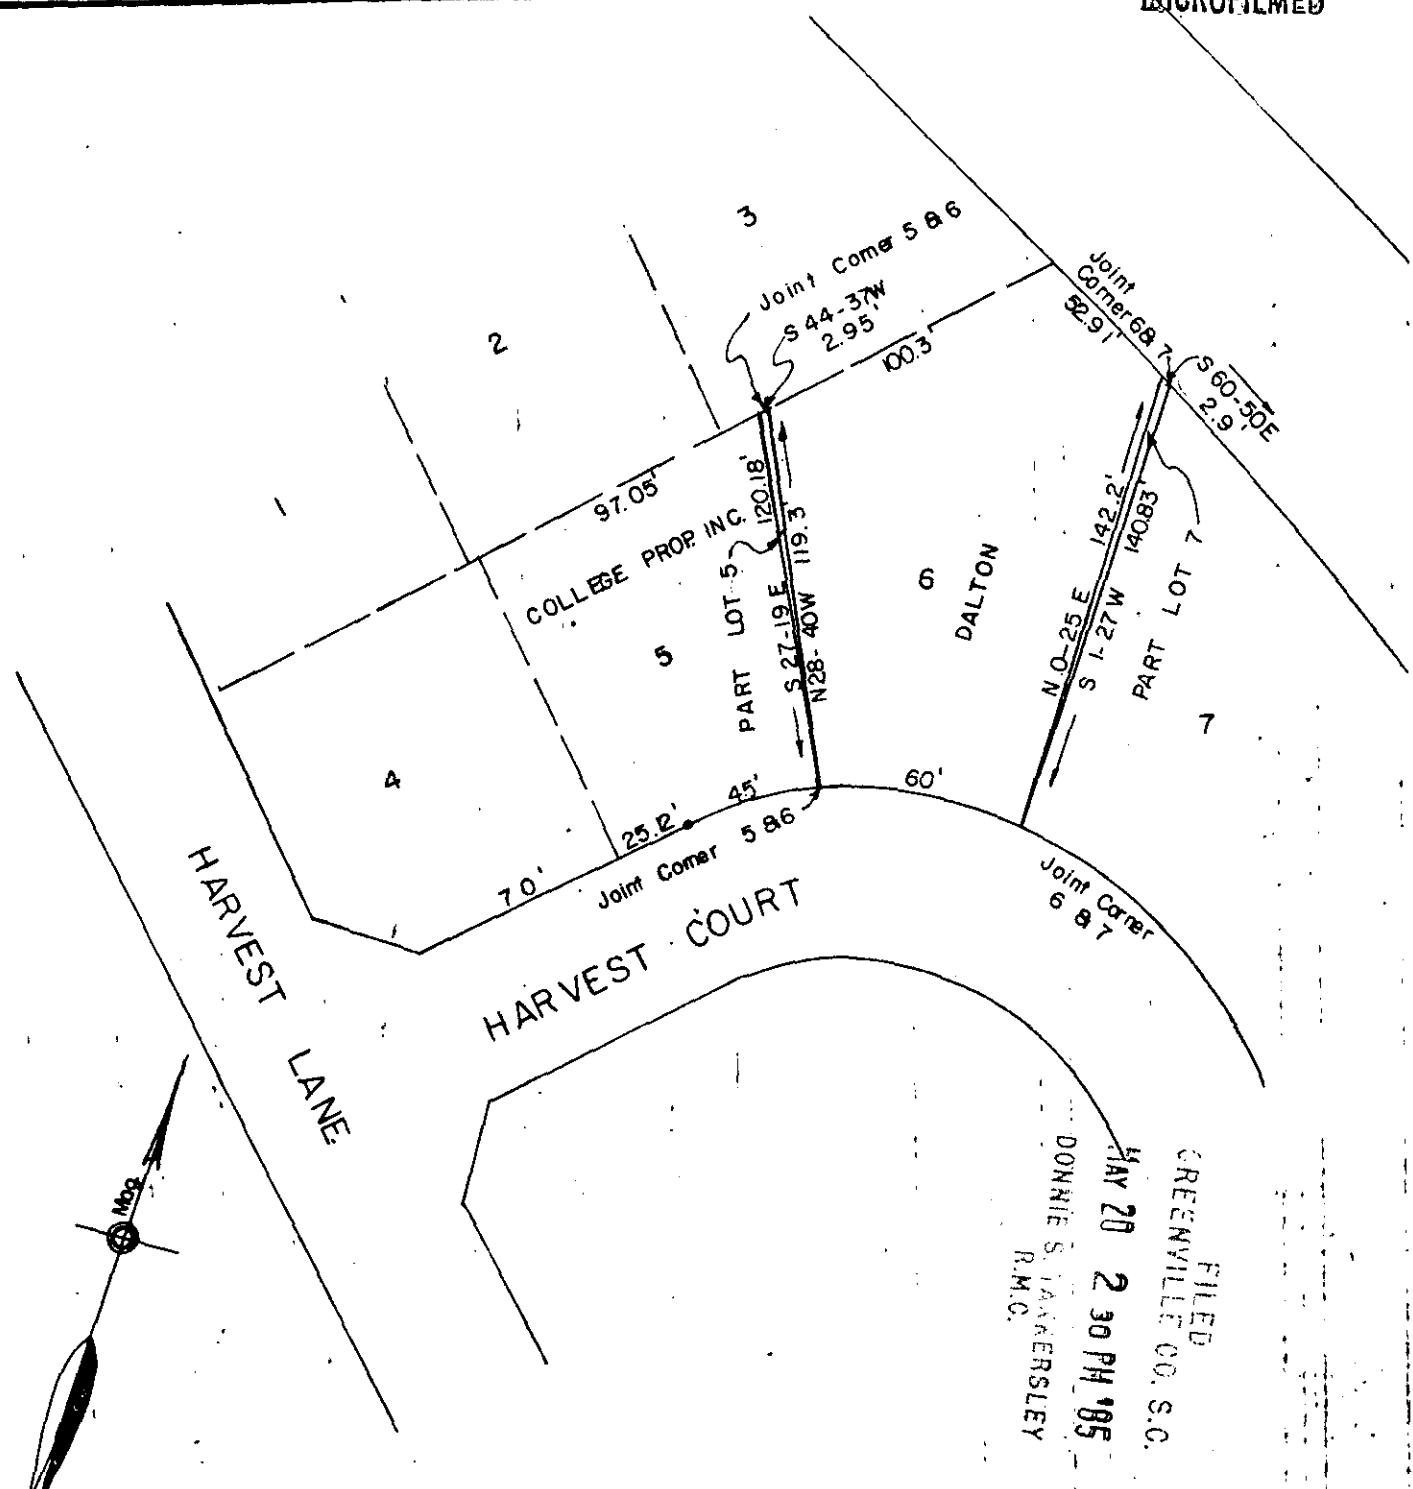 MICROFILMED
3
Joint Corner 5 & 6
S 44-37W
2.95'
Joint
Corner 6 & 7
52.91'
100.3'
S 60-50E
2.9'
2
1
97.05'
COLLEGE PROP. INC.
120.18'
119.3'
S 27-19 E
N28-40W
PART LOT 5
5
6
DALTON
142.2'
140.83'
N 0-25 E
S 1-27W
PART LOT 7
7
4
70'
25.12'
45'
60'
Joint Corner 5 & 6
Joint Corner
6 & 7
HARVEST COURT
HARVEST LANE
Mag.
FILED
GREENVILLE CO. S.C.
MAY 20 2 30 PM '85
DONNIE S. TANKERSLEY
R.M.C.